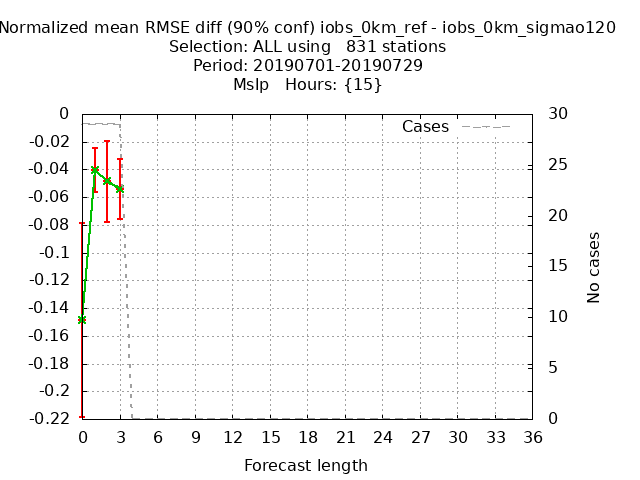 Normalized mean RMSE diff (90% conf) iobs_0km_ref - iobs_0km_sigmao120
Selection: ALL using   831 stations
Period: 20190701-20190729
Mslp   Hours: {15}
Cases
0
-0.02
-0.04
-0.06
-0.08
-0.1
-0.12
-0.14
-0.16
-0.18
-0.2
-0.22
30
25
20
15
10
5
0
No cases
0 3 6 9 12 15 18 21 24 27 30 33 36
Forecast length